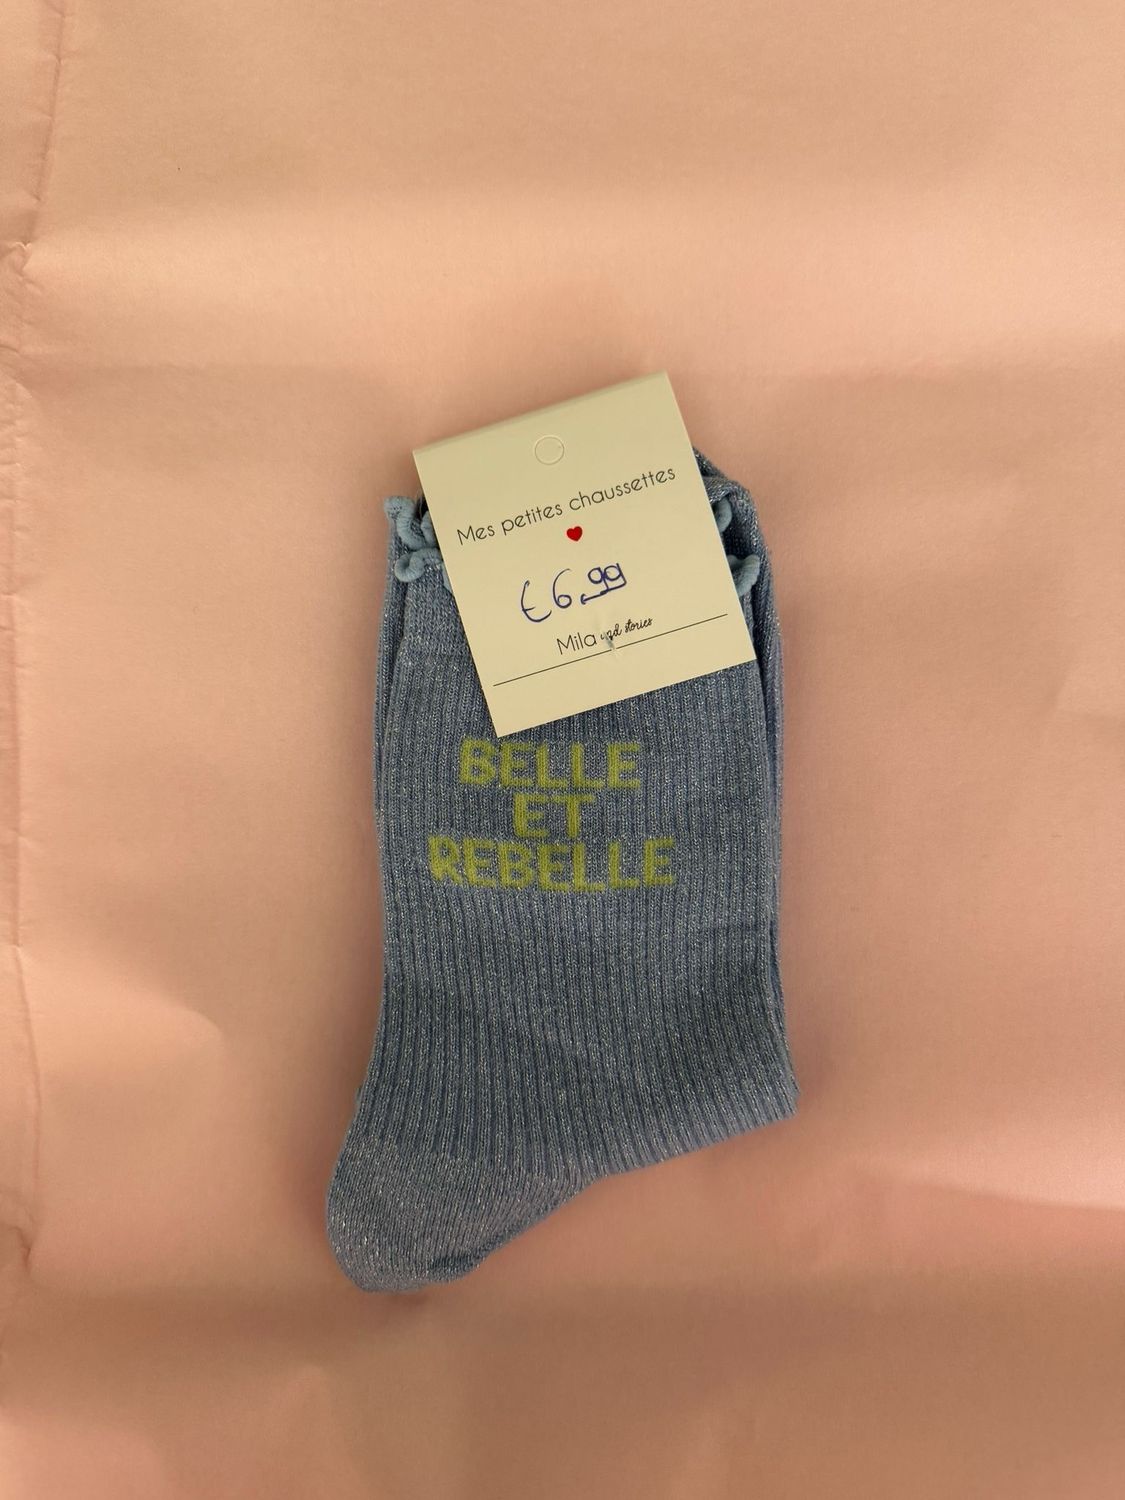 Mes petites chaussettes
€6,99
Mila and stories
BELLE
ET
REBELLE